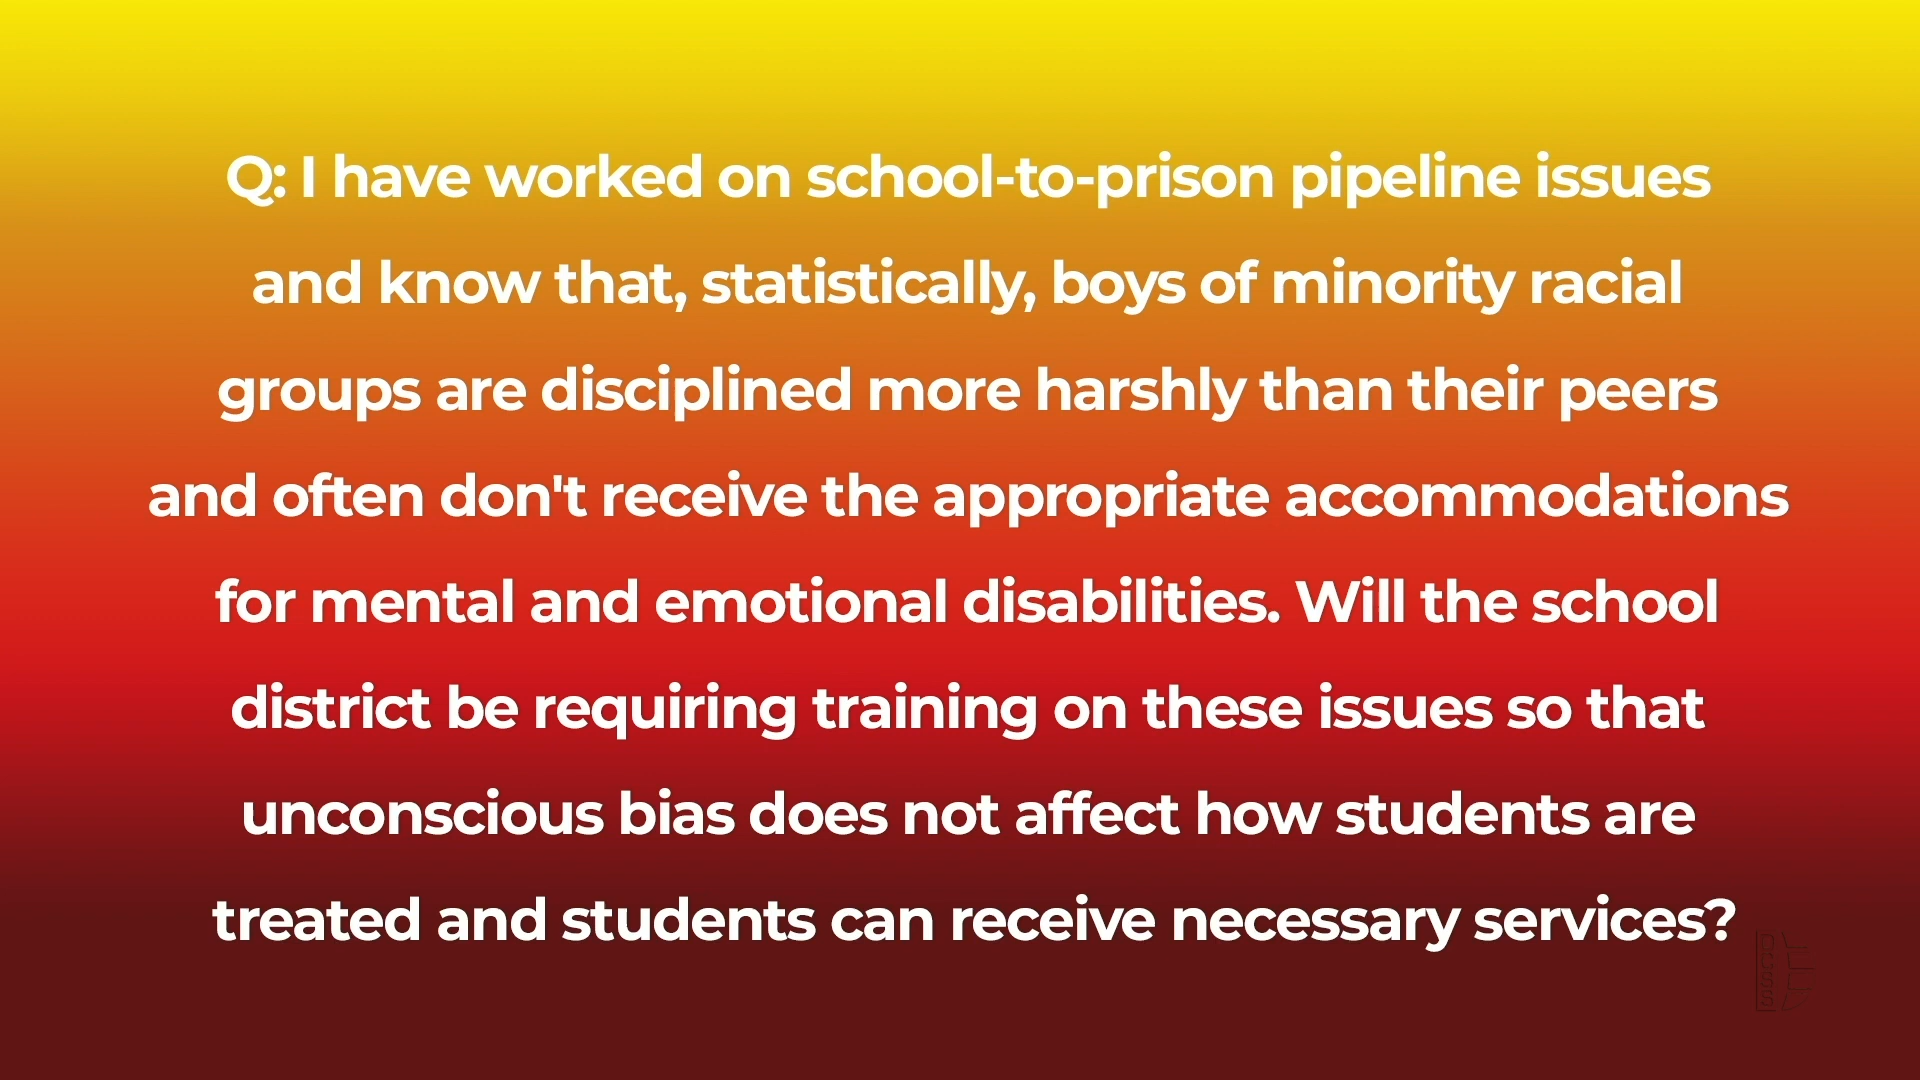 Q: I have worked on school-to-prison pipeline issues
and know that, statistically, boys of minority racial
groups are disciplined more harshly than their peers
and often don't receive the appropriate accommodations
for mental and emotional disabilities. Will the school
district be requiring training on these issues so that
unconscious bias does not affect how students are
treated and students can receive necessary services?